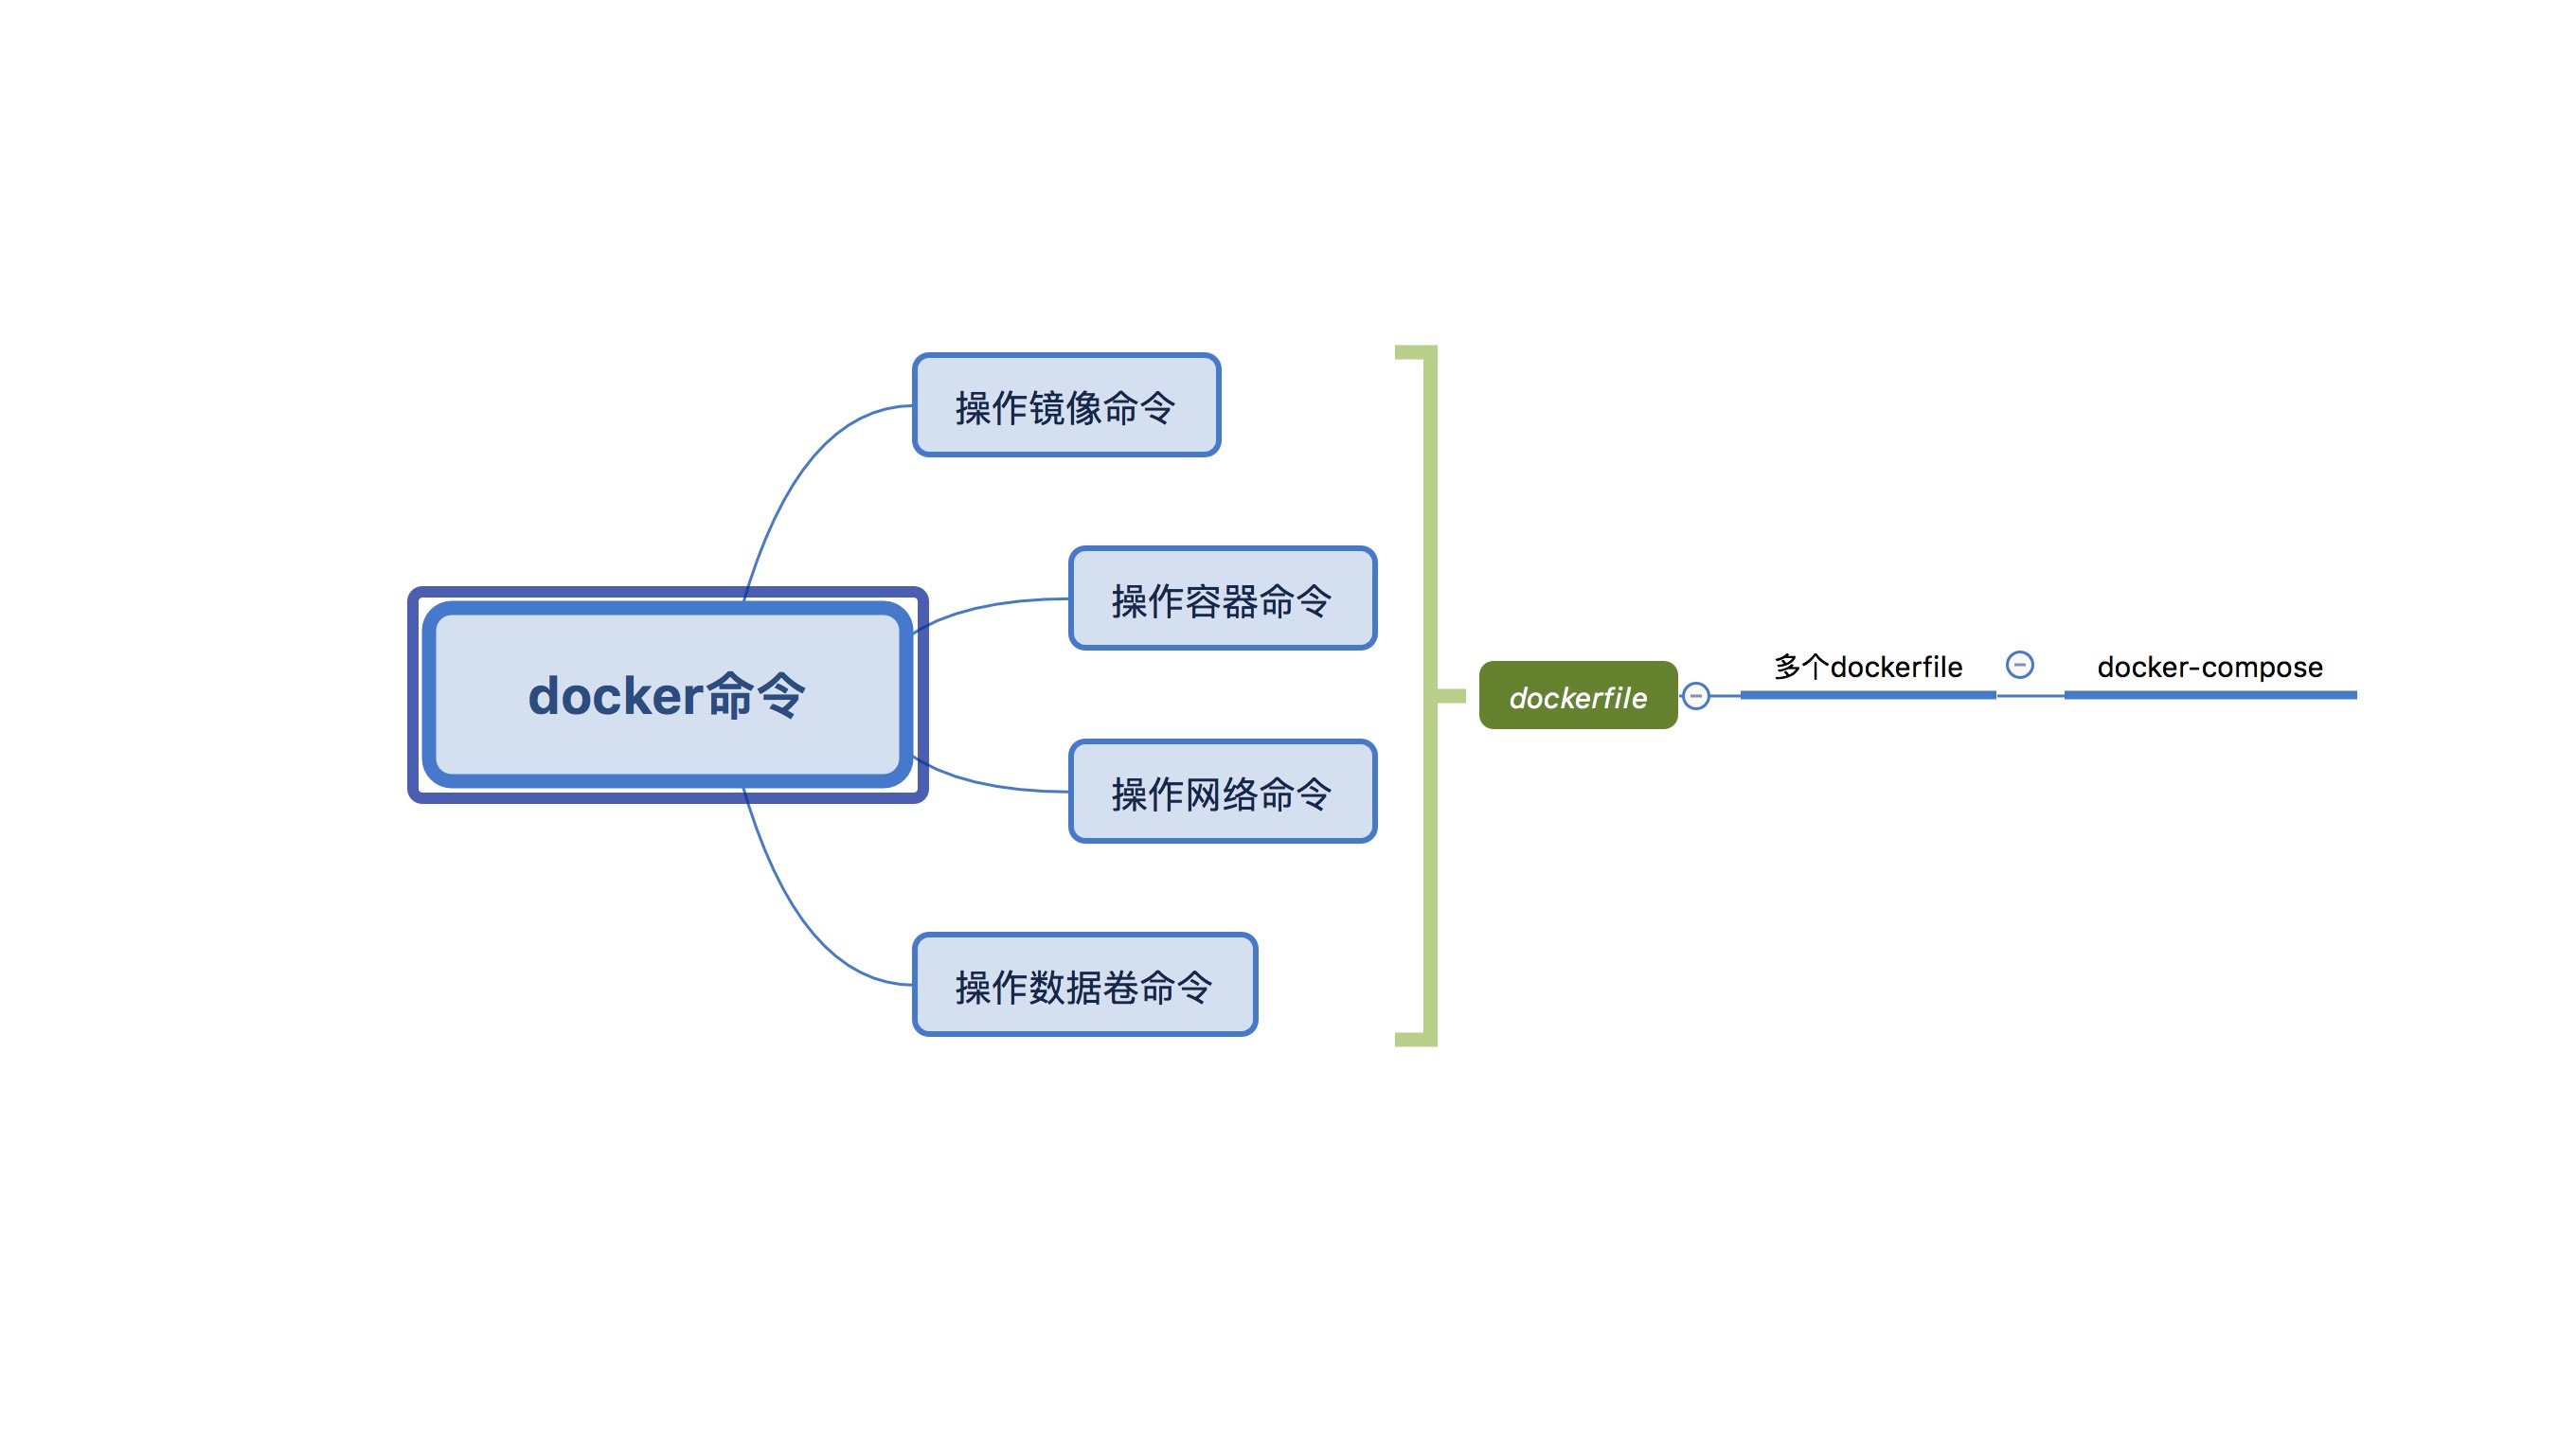 操作镜像命令
操作容器命令
docker命令
操作网络命令
操作数据卷命令
dockerfile
多个dockerfile
docker-compose